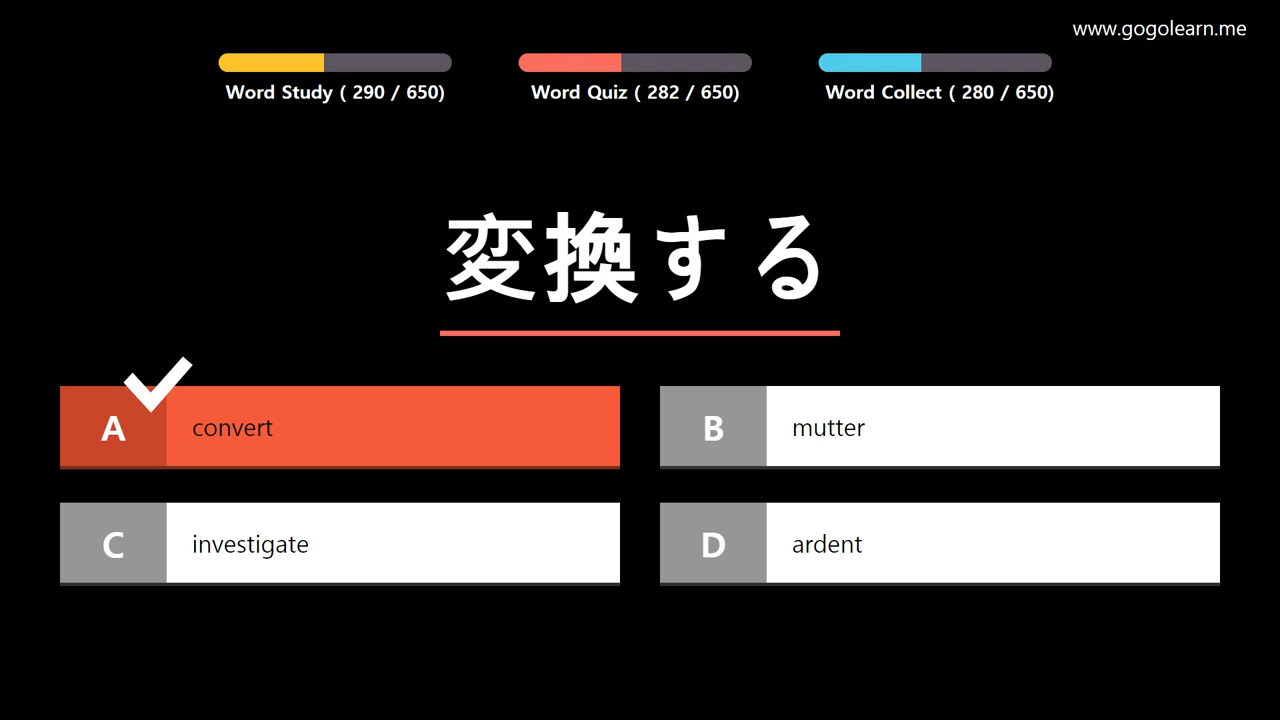 www.gogolearn.me
Word Study ( 290 / 650)
Word Quiz ( 282 / 650)
Word Collect ( 280 / 650)
変換する
A convert
B mutter
C investigate
D ardent